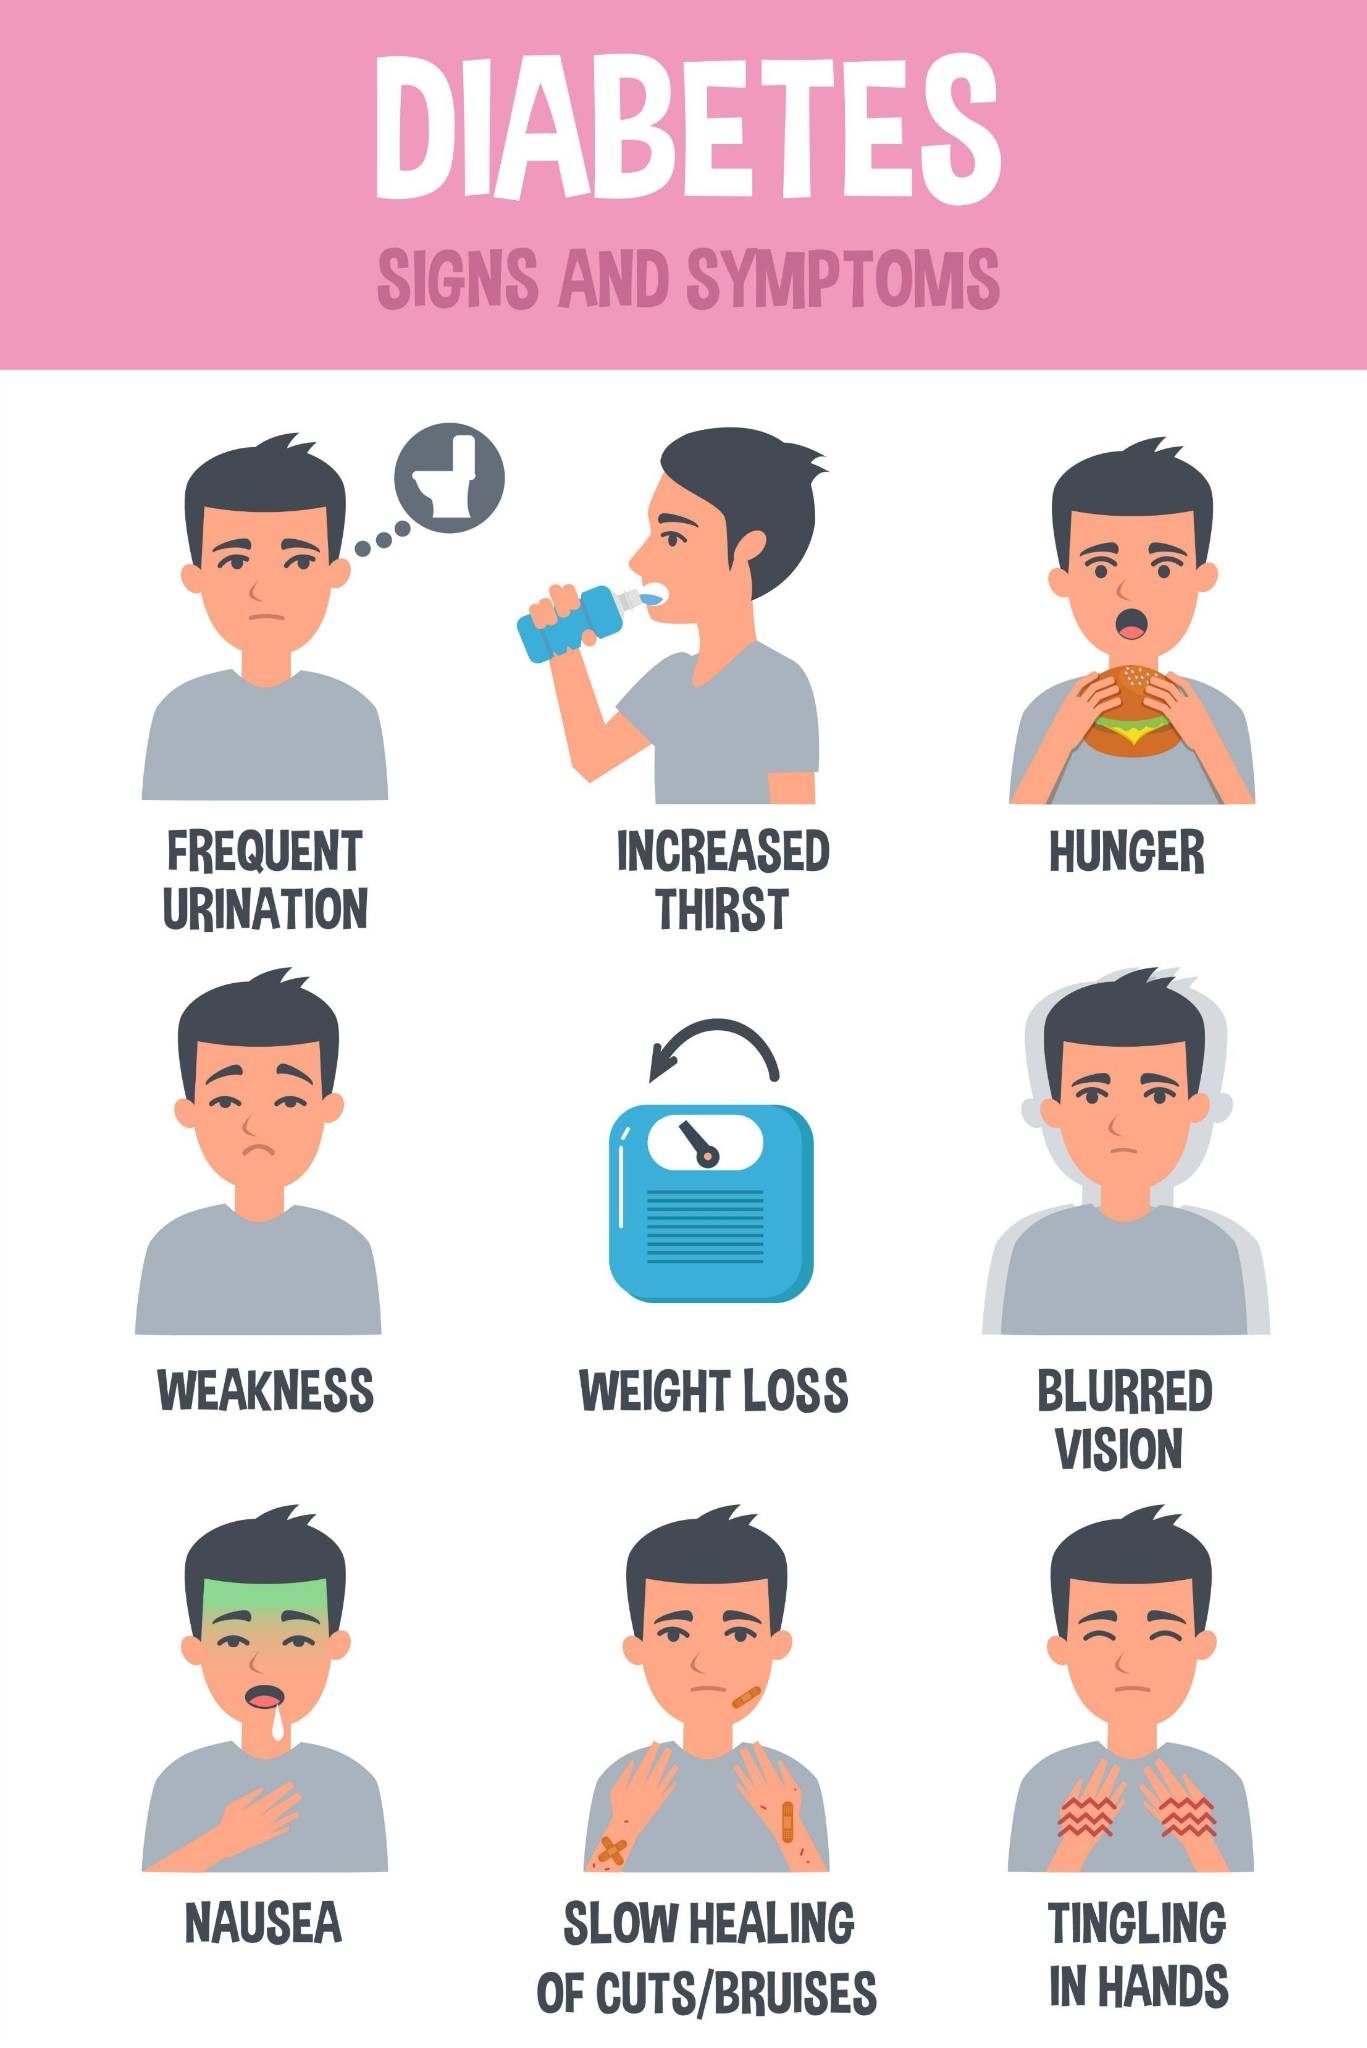 DIABETES
SIGNS AND SYMPTOMS
FREQUENT
URINATION
INCREASED
THIRST
HUNGER
WEAKNESS
WEIGHT LOSS
BLURRED
VISION
NAUSEA
SLOW HEALING
OF CUTS/BRUISES
TINGLING
IN HANDS